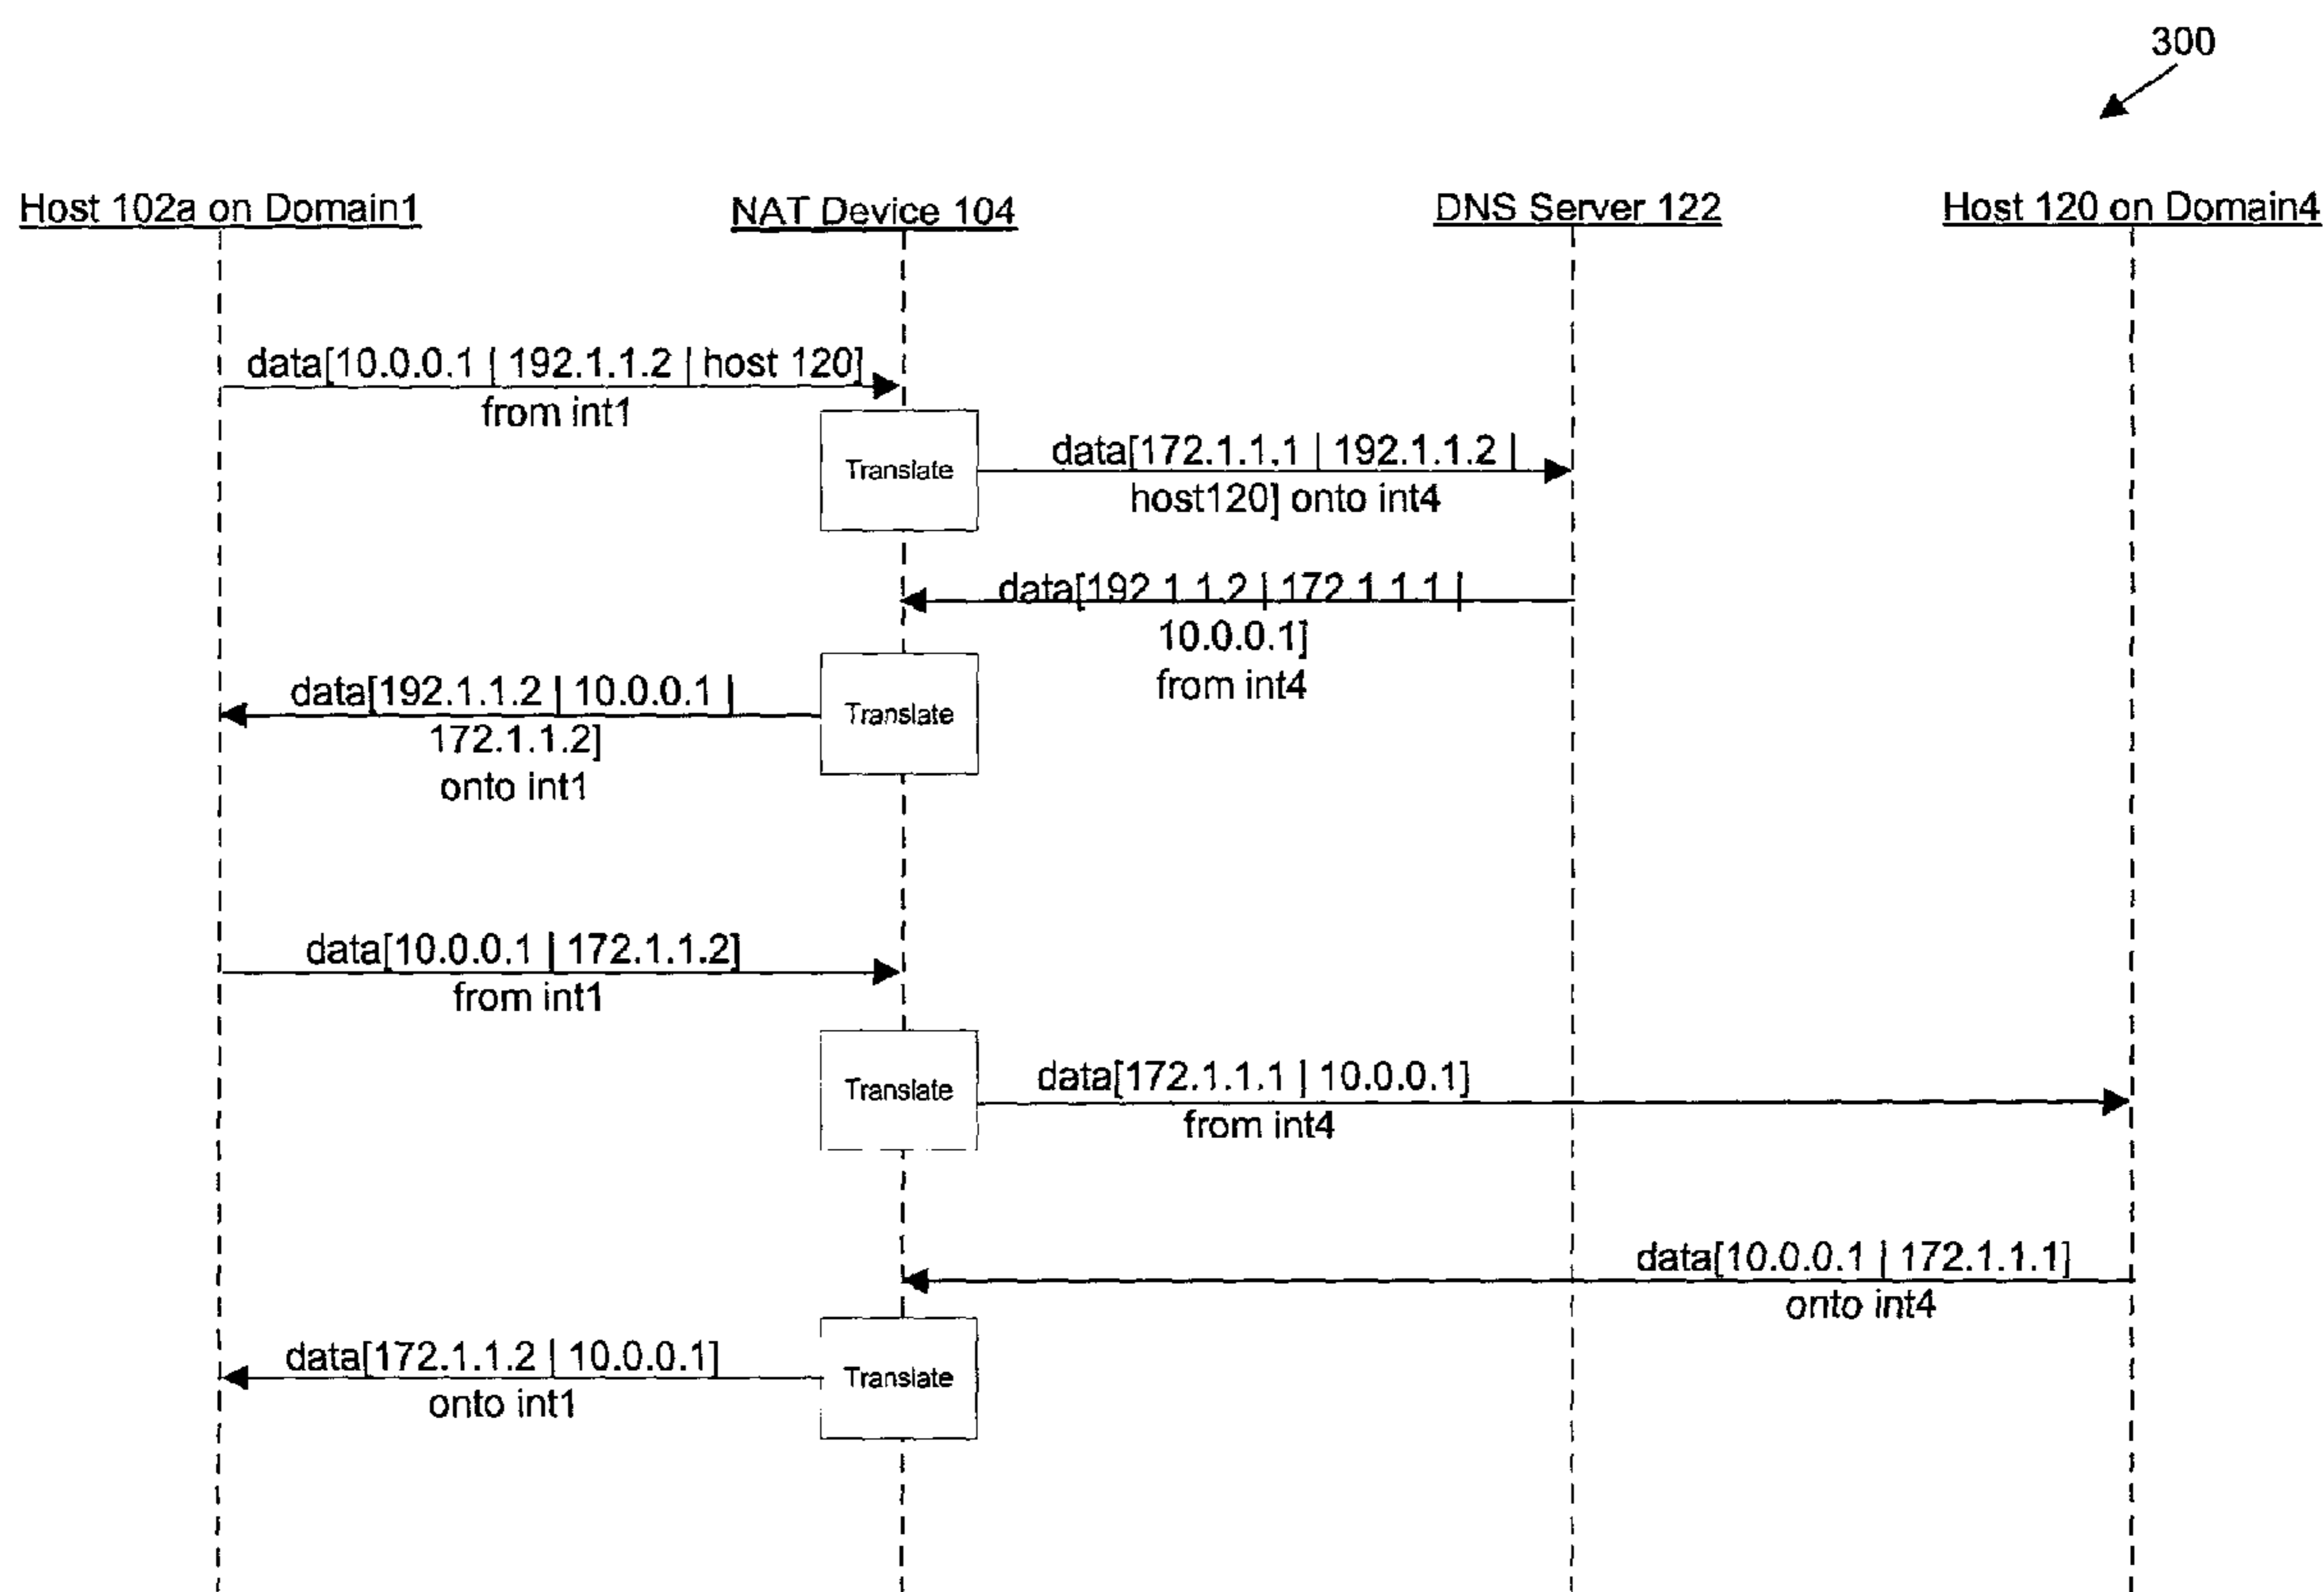 300
Host 102a on Domain1
NAT Device 104
DNS Server 122
Host 120 on Domain4
data[10.0.0.1 | 192.1.1.2 | host 120]
from int1
Translate
data[172.1.1.1 | 192.1.1.2 |
host120] onto int4
data[192.1.1.2 | 172.1.1.1 |
10.0.0.1]
from int4
data[192.1.1.2 | 10.0.0.1 |
172.1.1.2]
onto int1
Translate
data[10.0.0.1 | 172.1.1.2]
from int1
Translate
data[172.1.1.1 | 10.0.0.1]
from int4
data[10.0.0.1 | 172.1.1.1]
onto int4
data[172.1.1.2 | 10.0.0.1]
onto int1
Translate